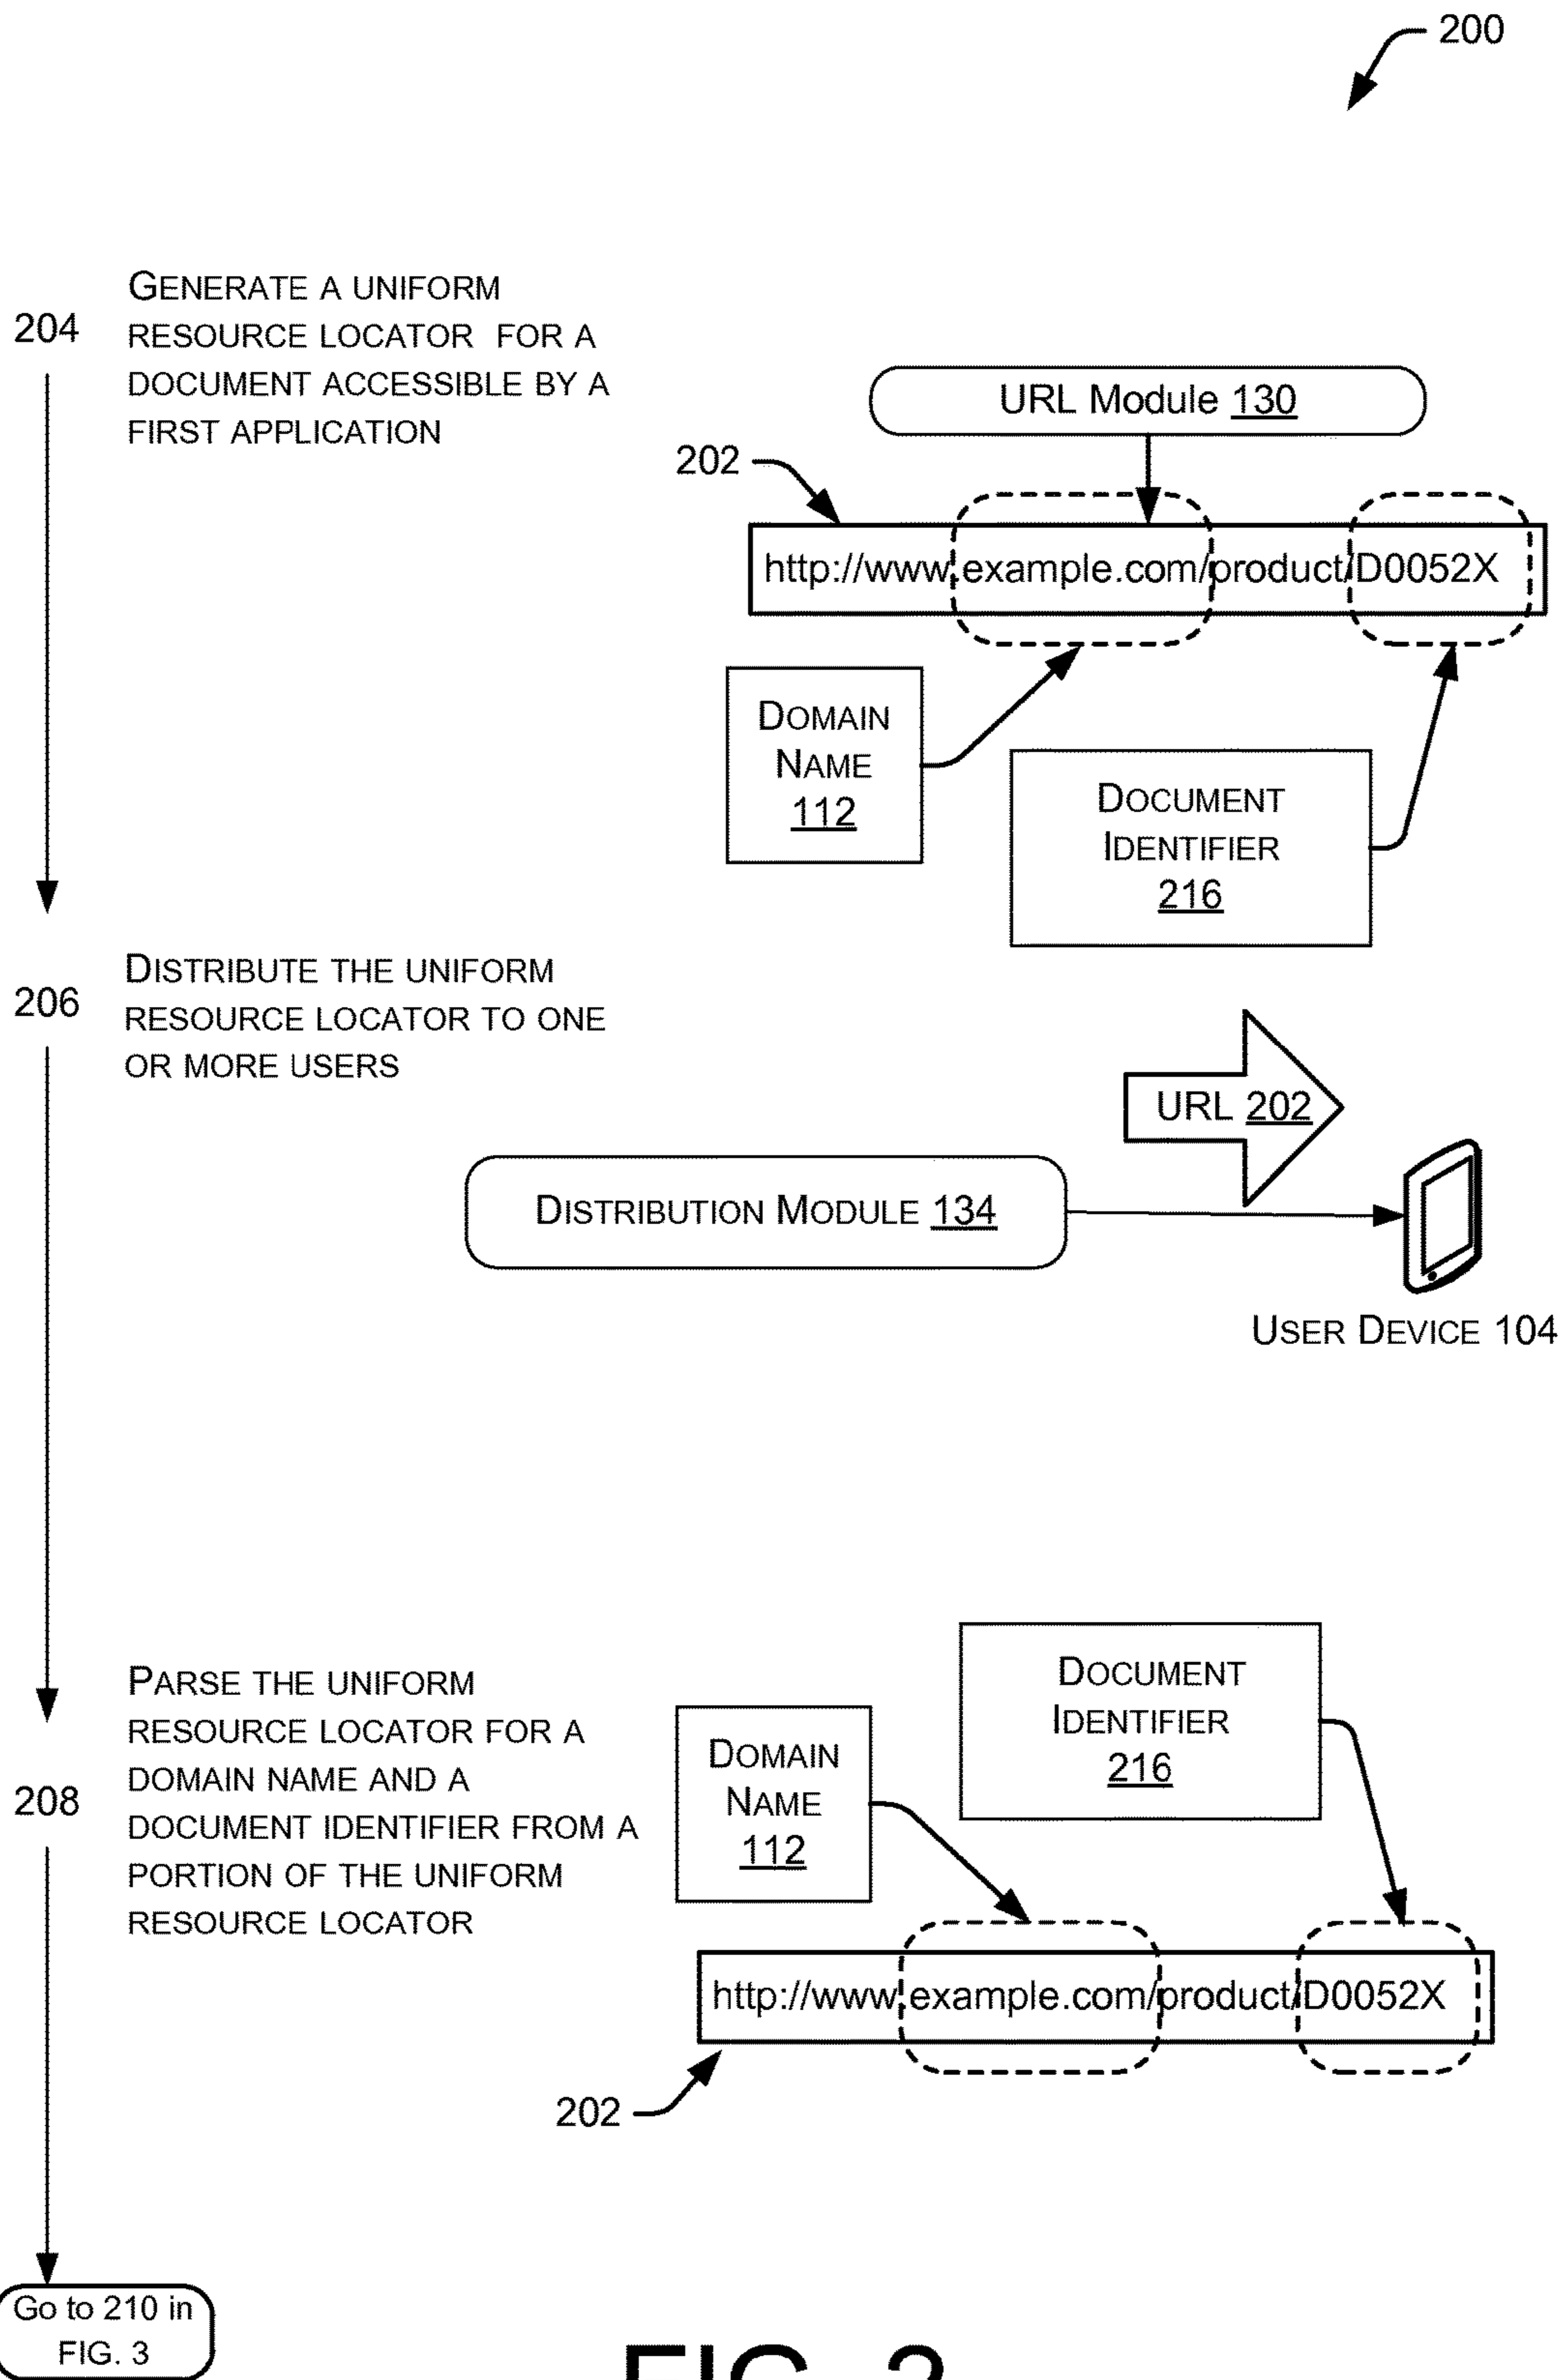 200
204
GENERATE A UNIFORM
RESOURCE LOCATOR FOR A
DOCUMENT ACCESSIBLE BY A
FIRST APPLICATION
URL Module 130
202
http://www.example.com/product/D0052X
DOMAIN
NAME
112
DOCUMENT
IDENTIFIER
216
206
DISTRIBUTE THE UNIFORM
RESOURCE LOCATOR TO ONE
OR MORE USERS
URL 202
DISTRIBUTION MODULE 134
USER DEVICE 104
208
PARSE THE UNIFORM
RESOURCE LOCATOR FOR A
DOMAIN NAME AND A
DOCUMENT IDENTIFIER FROM A
PORTION OF THE UNIFORM
RESOURCE LOCATOR
DOMAIN
NAME
112
DOCUMENT
IDENTIFIER
216
http://www.example.com/product/D0052X
202
Go to 210 in
FIG. 3
FIG. 2